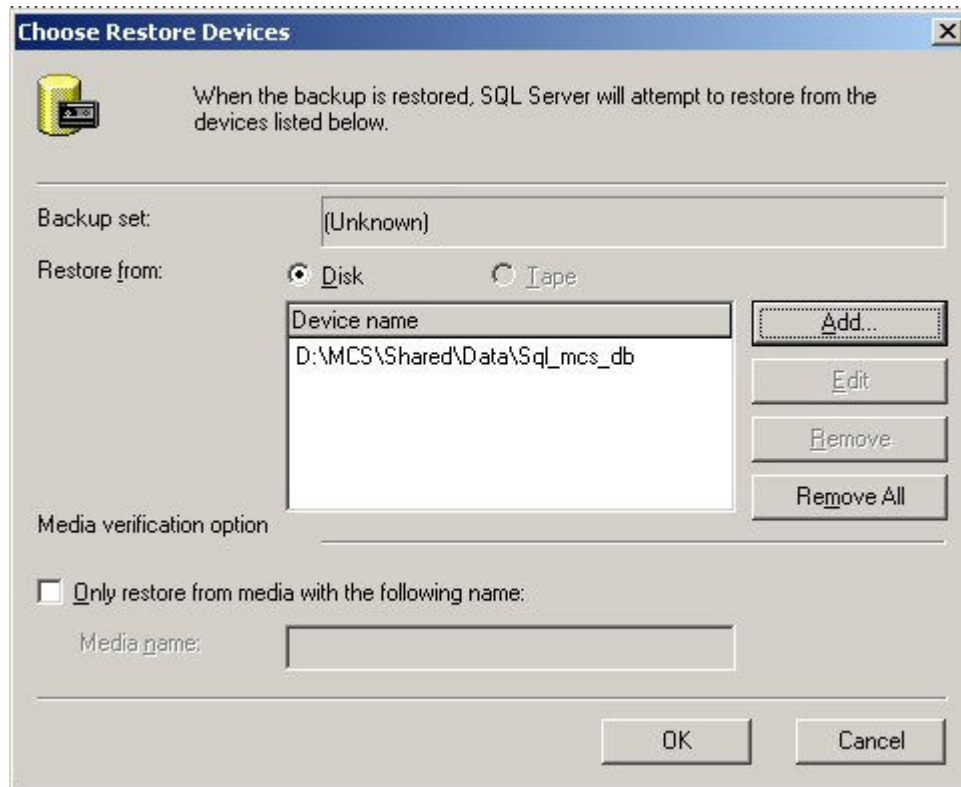 Choose Restore Devices
When the backup is restored, SQL Server will attempt to restore from the
devices listed below.
Backup set:
(Unknown)
Restore from:
Disk
Tape
Device name
D:\MCS\Shared\Data\Sql_mcs_db
Add...
Edit
Remove
Remove All
Media verification option
Only restore from media with the following name:
Media name:
OK
Cancel